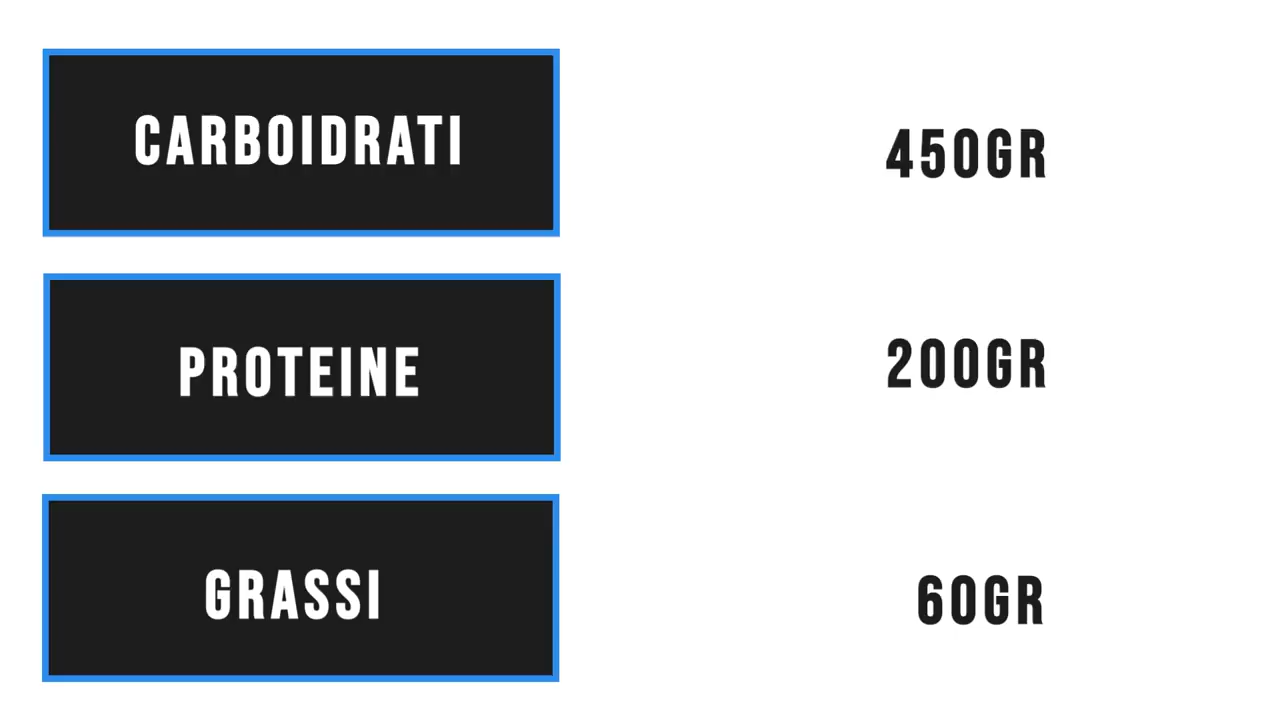 CARBOIDRATI
450GR
PROTEINE
200GR
GRASSI
60GR